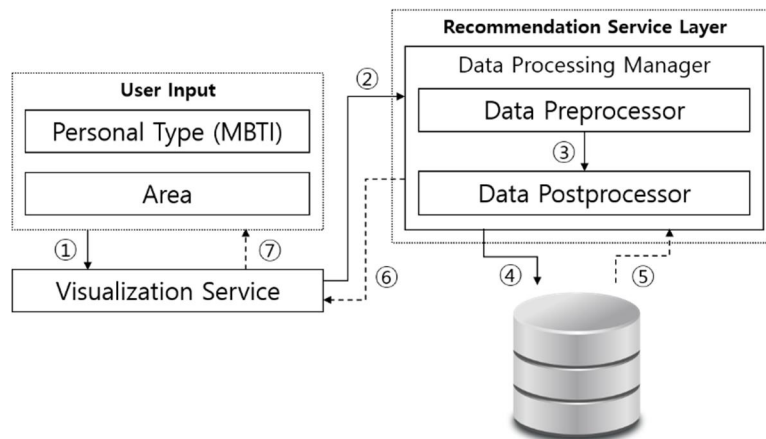 Recommendation Service Layer
Data Processing Manager
Data Preprocessor
③
Data Postprocessor
②
User Input
Personal Type (MBTI)
Area
①
⑦
Visualization Service
⑥
④
⑤